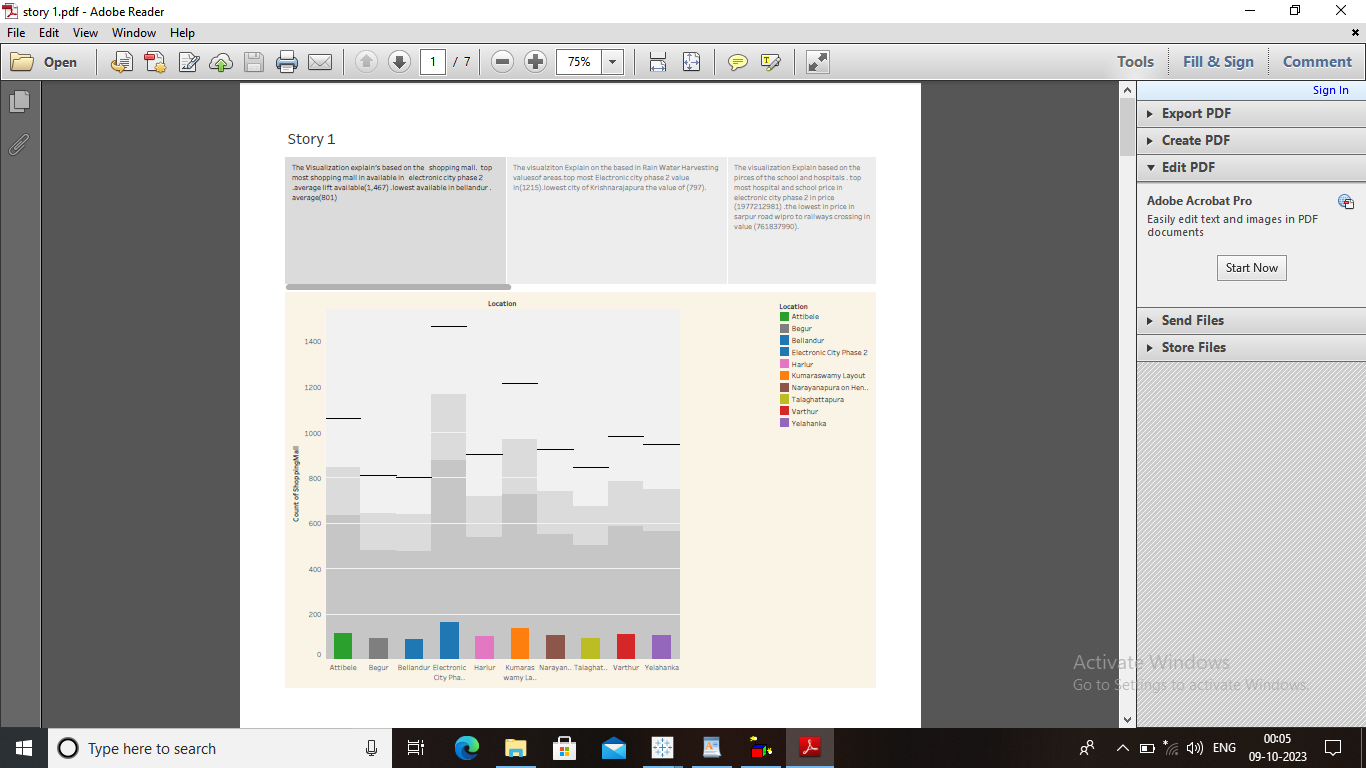 story 1.pdf - Adobe Reader
File Edit View Window Help
Open
1 / 7
75%
Tools
Fill & Sign
Comment
Sign In
Export PDF
Create PDF
Edit PDF
Adobe Acrobat Pro
Easily edit text and images in PDF
documents
Start Now
Send Files
Store Files
Story 1
The Visualization explain's based on the shopping mall. top
most shopping mall in available in electronic city phase 2
.average lift available(1,467) .lowest available in bellandur .
average(801)
The visualziton Explain on the based in Rain Water Harvesting
valuesof areas.top most Electronic city phase 2 value
in(1215).lowest city of Krishnarajapura the value of (797).
The visualization Explain based on the
pirces of the school and hospitals . top
most hospital and school price in
electronic city phase 2 in price
(1977212981) .the lowest in price in
sarpur road wipro to railways crossing in
value (761837990).
Location
Count of ShoppingMall
1400
1200
1000
800
600
400
200
0
Attibele
Begur
Bellandur
Electronic
City Pha..
Harlur
Kumaras
wamy La..
Narayan..
Talaghat..
Varthur
Yelahanka
Location
Attibele
Begur
Bellandur
Electronic City Phase 2
Harlur
Kumaraswamy Layout
Narayanapura on Hen..
Talaghattapura
Varthur
Yelahanka
Activate Windows
Go to Settings to activate Windows.
Type here to search
ENG
00:05
09-10-2023